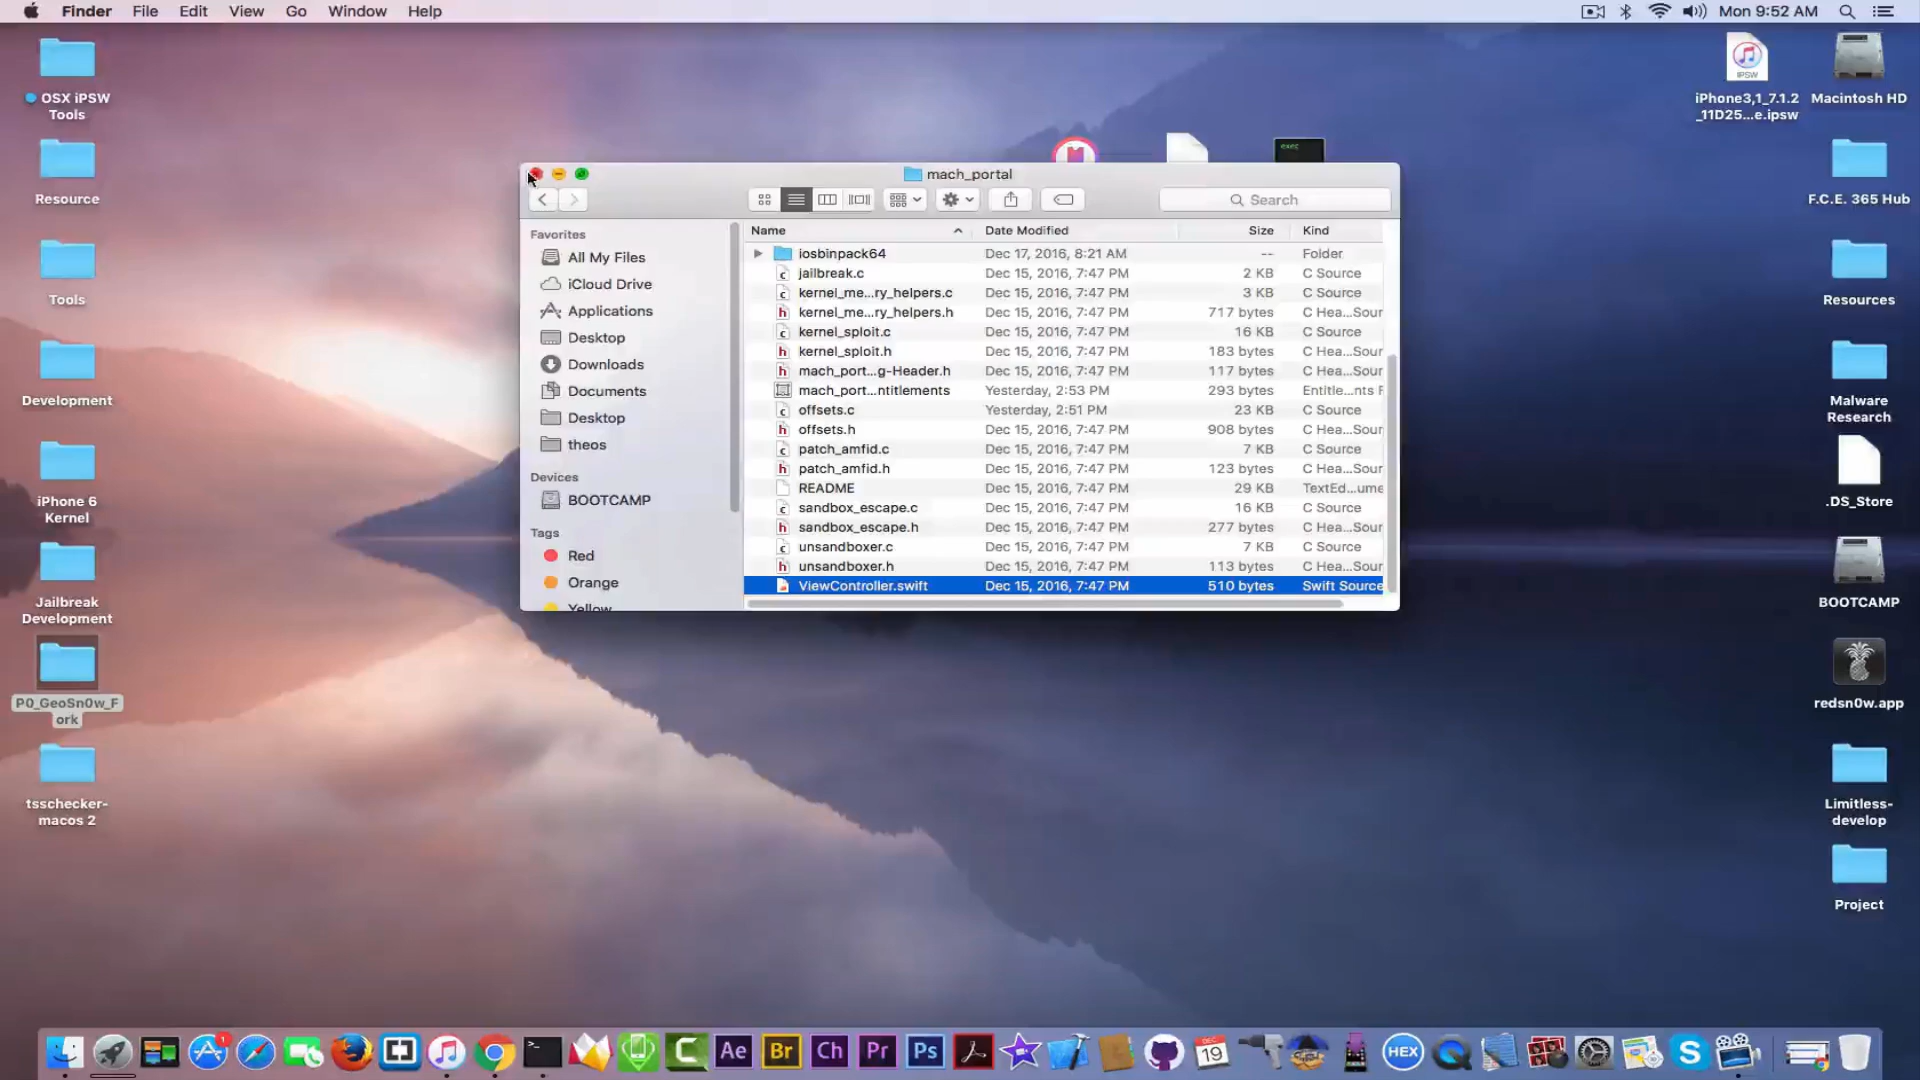 Finder File Edit View Go Window Help
Mon 9:52 AM
OSX iPSW
Tools
Resource
Tools
Development
iPhone 6
Kernel
Jailbreak
Development
P0_GeoSn0w_F
ork
tsschecker-
macos 2
mach_portal
Search
Favorites
All My Files
iCloud Drive
Applications
Desktop
Downloads
Documents
Desktop
theos
Devices
BOOTCAMP
Tags
Red
Orange
Yellow
Name Date Modified Size Kind
iosbinpack64 Dec 17, 2016, 8:21 AM -- Folder
jailbreak.c Dec 15, 2016, 7:47 PM 2 KB C Source
kernel_me...ry_helpers.c Dec 15, 2016, 7:47 PM 3 KB C Source
kernel_me...ry_helpers.h Dec 15, 2016, 7:47 PM 717 bytes C Hea...Sour
kernel_sploit.c Dec 15, 2016, 7:47 PM 16 KB C Source
kernel_sploit.h Dec 15, 2016, 7:47 PM 183 bytes C Hea...Sour
mach_port...g-Header.h Dec 15, 2016, 7:47 PM 117 bytes C Hea...Sour
mach_port...ntitlements Yesterday, 2:53 PM 293 bytes Entitle...nts F
offsets.c Yesterday, 2:51 PM 23 KB C Source
offsets.h Dec 15, 2016, 7:47 PM 908 bytes C Hea...Sour
patch_amfid.c Dec 15, 2016, 7:47 PM 7 KB C Source
patch_amfid.h Dec 15, 2016, 7:47 PM 123 bytes C Hea...Sour
README Dec 15, 2016, 7:47 PM 29 KB TextEd...ume
sandbox_escape.c Dec 15, 2016, 7:47 PM 16 KB C Source
sandbox_escape.h Dec 15, 2016, 7:47 PM 277 bytes C Hea...Sour
unsandboxer.c Dec 15, 2016, 7:47 PM 7 KB C Source
unsandboxer.h Dec 15, 2016, 7:47 PM 113 bytes C Hea...Sour
ViewController.swift Dec 15, 2016, 7:47 PM 510 bytes Swift Source
exec
IPSW
iPhone3,1_7.1.2
_11D25...e.ipsw
Macintosh HD
F.C.E. 365 Hub
Resources
Malware
Research
.DS_Store
BOOTCAMP
redsn0w.app
Limitless-
develop
Project
1
C Ae Br Ch Pr Ps
DEC
19
HEX